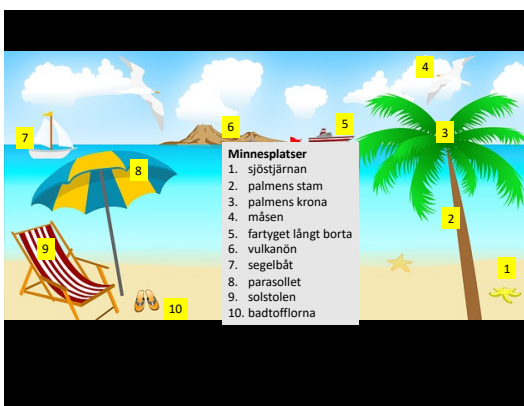 4
5
6
3
7
8
2
9
1
10
Minnesplatser
1. sjöstjärnan
2. palmens stam
3. palmens krona
4. måsen
5. fartyget långt borta
6. vulkanön
7. segelbåt
8. parasollet
9. solstolen
10. badtofflorna